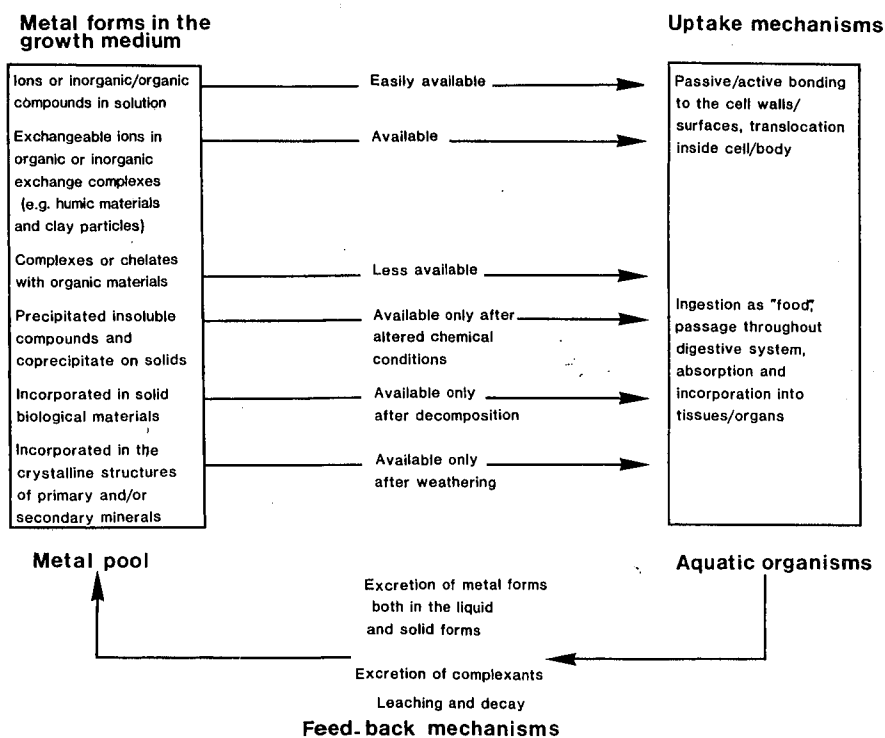 Metal forms in the
growth medium
Uptake mechanisms
Ions or inorganic/organic
compounds in solution
Easily available
Passive/active bonding
to the cell walls/
surfaces, translocation
inside cell/body
Exchangeable ions in
organic or inorganic
exchange complexes
(e.g. humic materials
and clay particles)
Available
Complexes or chelates
with organic materials
Less available
Precipitated insoluble
compounds and
coprecipitate on solids
Available only after
altered chemical
conditions
Ingestion as "food",
passage throughout
digestive system,
absorption and
incorporation into
tissues/organs
Incorporated in solid
biological materials
Available only
after decomposition
Incorporated in the
crystalline structures
of primary and/or
secondary minerals
Available only
after weathering
Metal pool
Aquatic organisms
Excretion of metal forms
both in the liquid
and solid forms
Excretion of complexants
Leaching and decay
Feed-back mechanisms